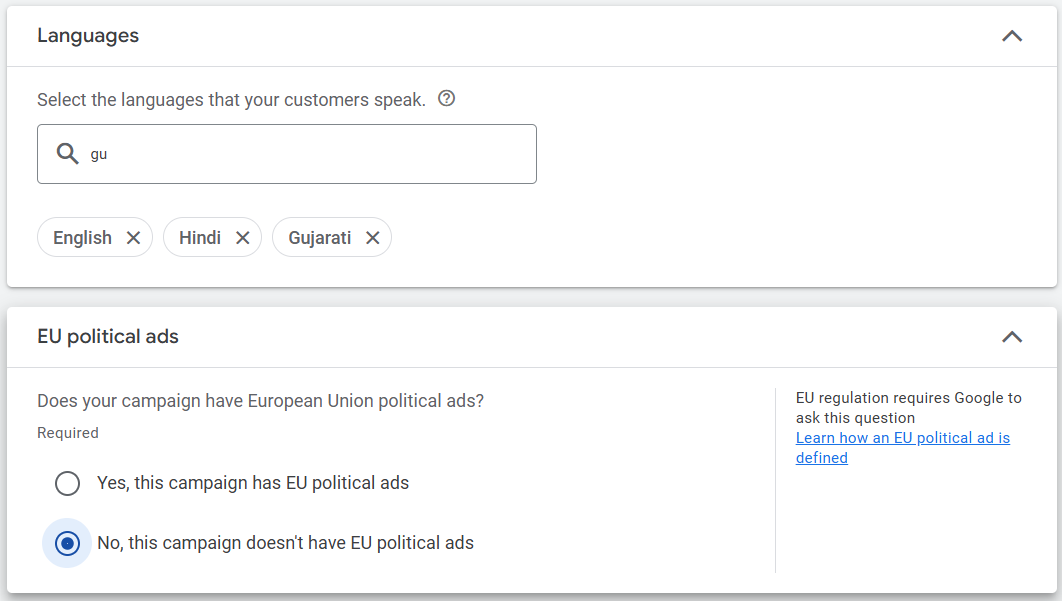 Languages
Select the languages that your customers speak.
gu
English
Hindi
Gujarati
EU political ads
Does your campaign have European Union political ads?
Required
Yes, this campaign has EU political ads
No, this campaign doesn't have EU political ads
EU regulation requires Google to
ask this question
Learn how an EU political ad is
defined